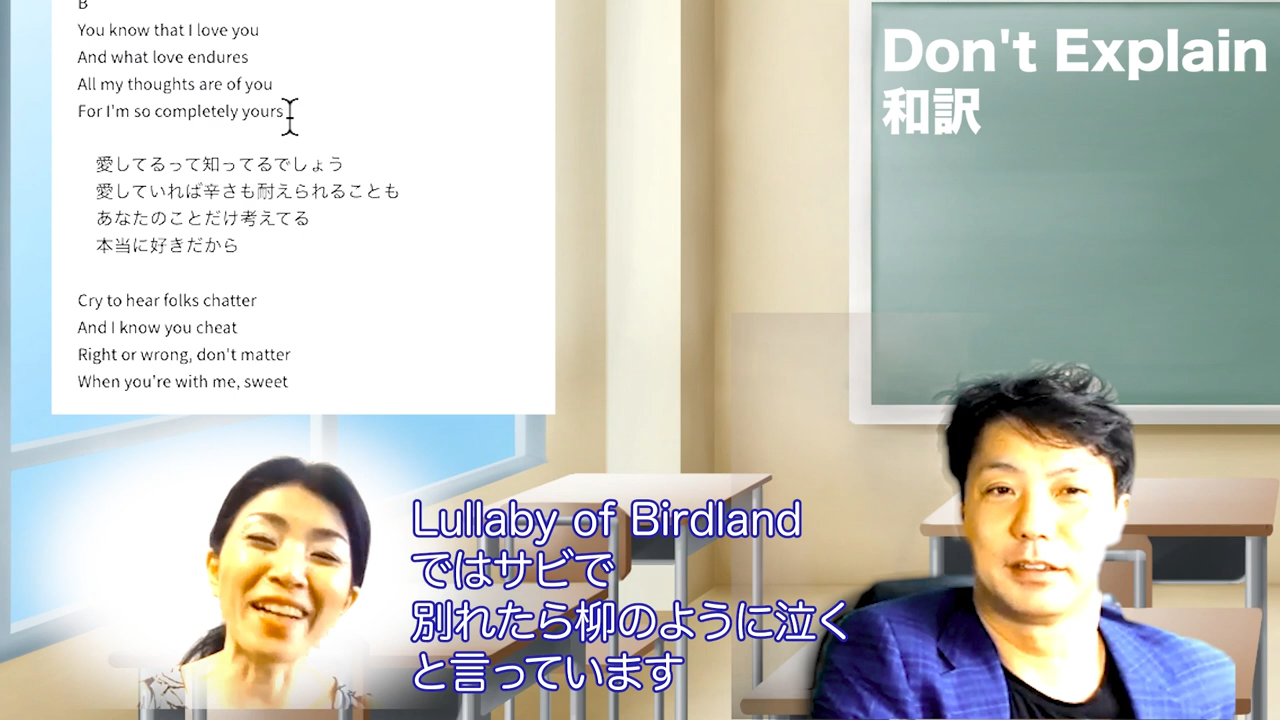 B
You know that I love you
And what love endures
All my thoughts are of you
For I'm so completely yours
愛してるって知ってるでしょう
愛していれば辛さも耐えられることも
あなたのことだけ考えてる
本当に好きだから
Cry to hear folks chatter
And I know you cheat
Right or wrong, don't matter
When you're with me, sweet
Don't Explain
和訳
Lullaby of Birdland
ではサビで
別れたら柳のように泣く
と言っています